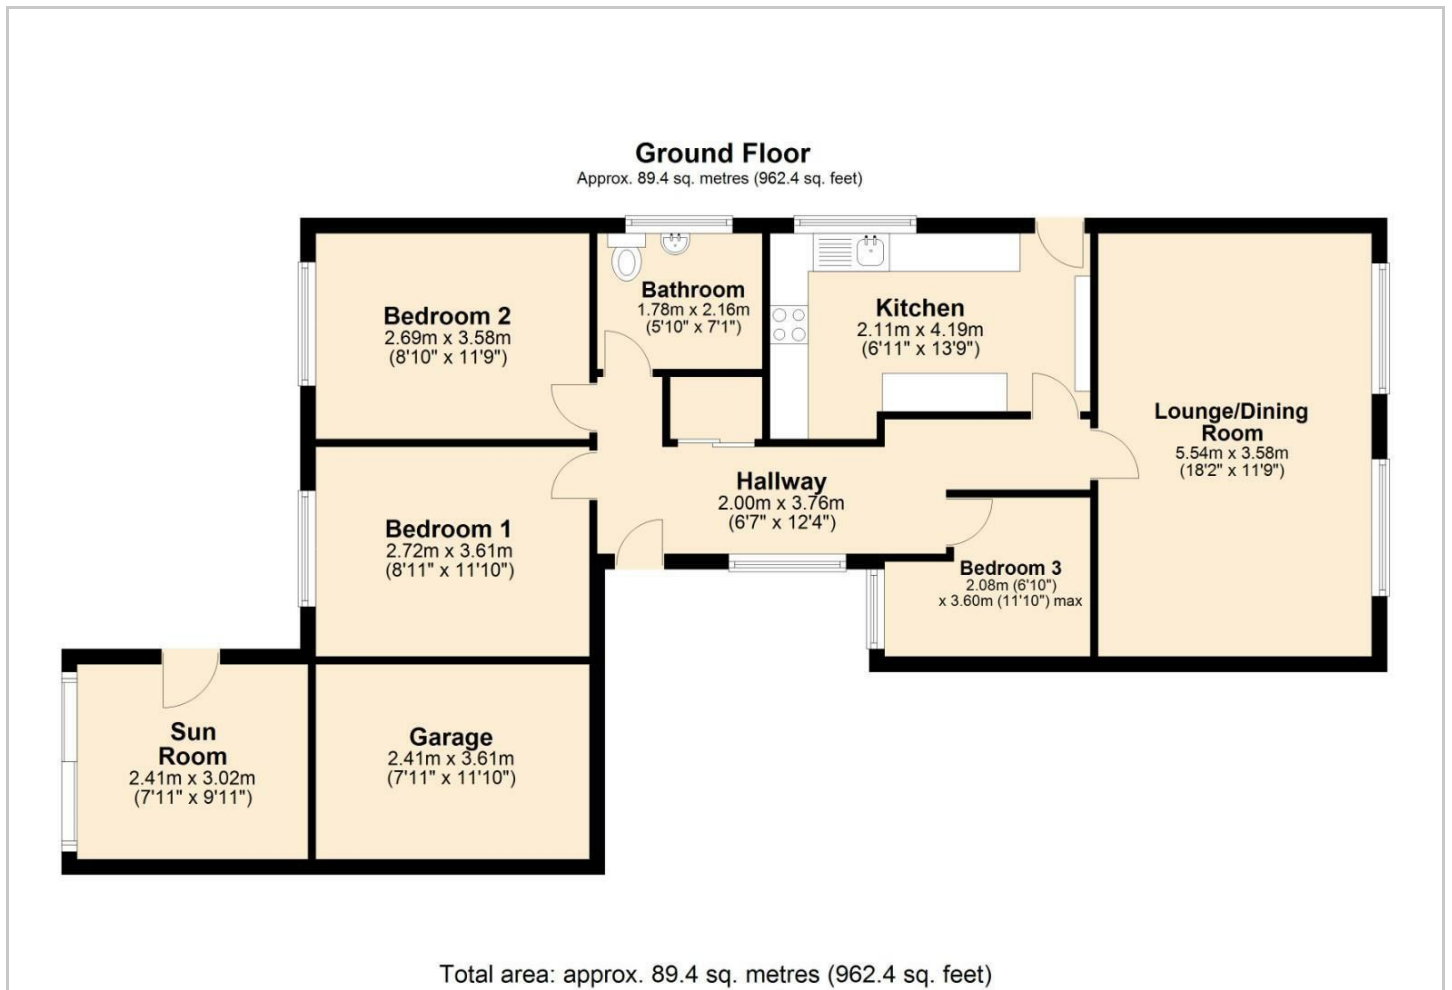 Ground Floor
Approx. 89.4 sq. metres (962.4 sq. feet)
Bedroom 2
2.69m x 3.58m
(8'10" x 11'9")
Bathroom
1.78m x 2.16m
(5'10" x 7'1")
Kitchen
2.11m x 4.19m
(6'11" x 13'9")
Lounge/Dining
Room
5.54m x 3.58m
(18'2" x 11'9")
Hallway
2.00m x 3.76m
(6'7" x 12'4")
Bedroom 1
2.72m x 3.61m
(8'11" x 11'10")
Bedroom 3
2.08m (6'10")
x 3.60m (11'10") max
Sun
Room
2.41m x 3.02m
(7'11" x 9'11")
Garage
2.41m x 3.61m
(7'11" x 11'10")
Total area: approx. 89.4 sq. metres (962.4 sq. feet)